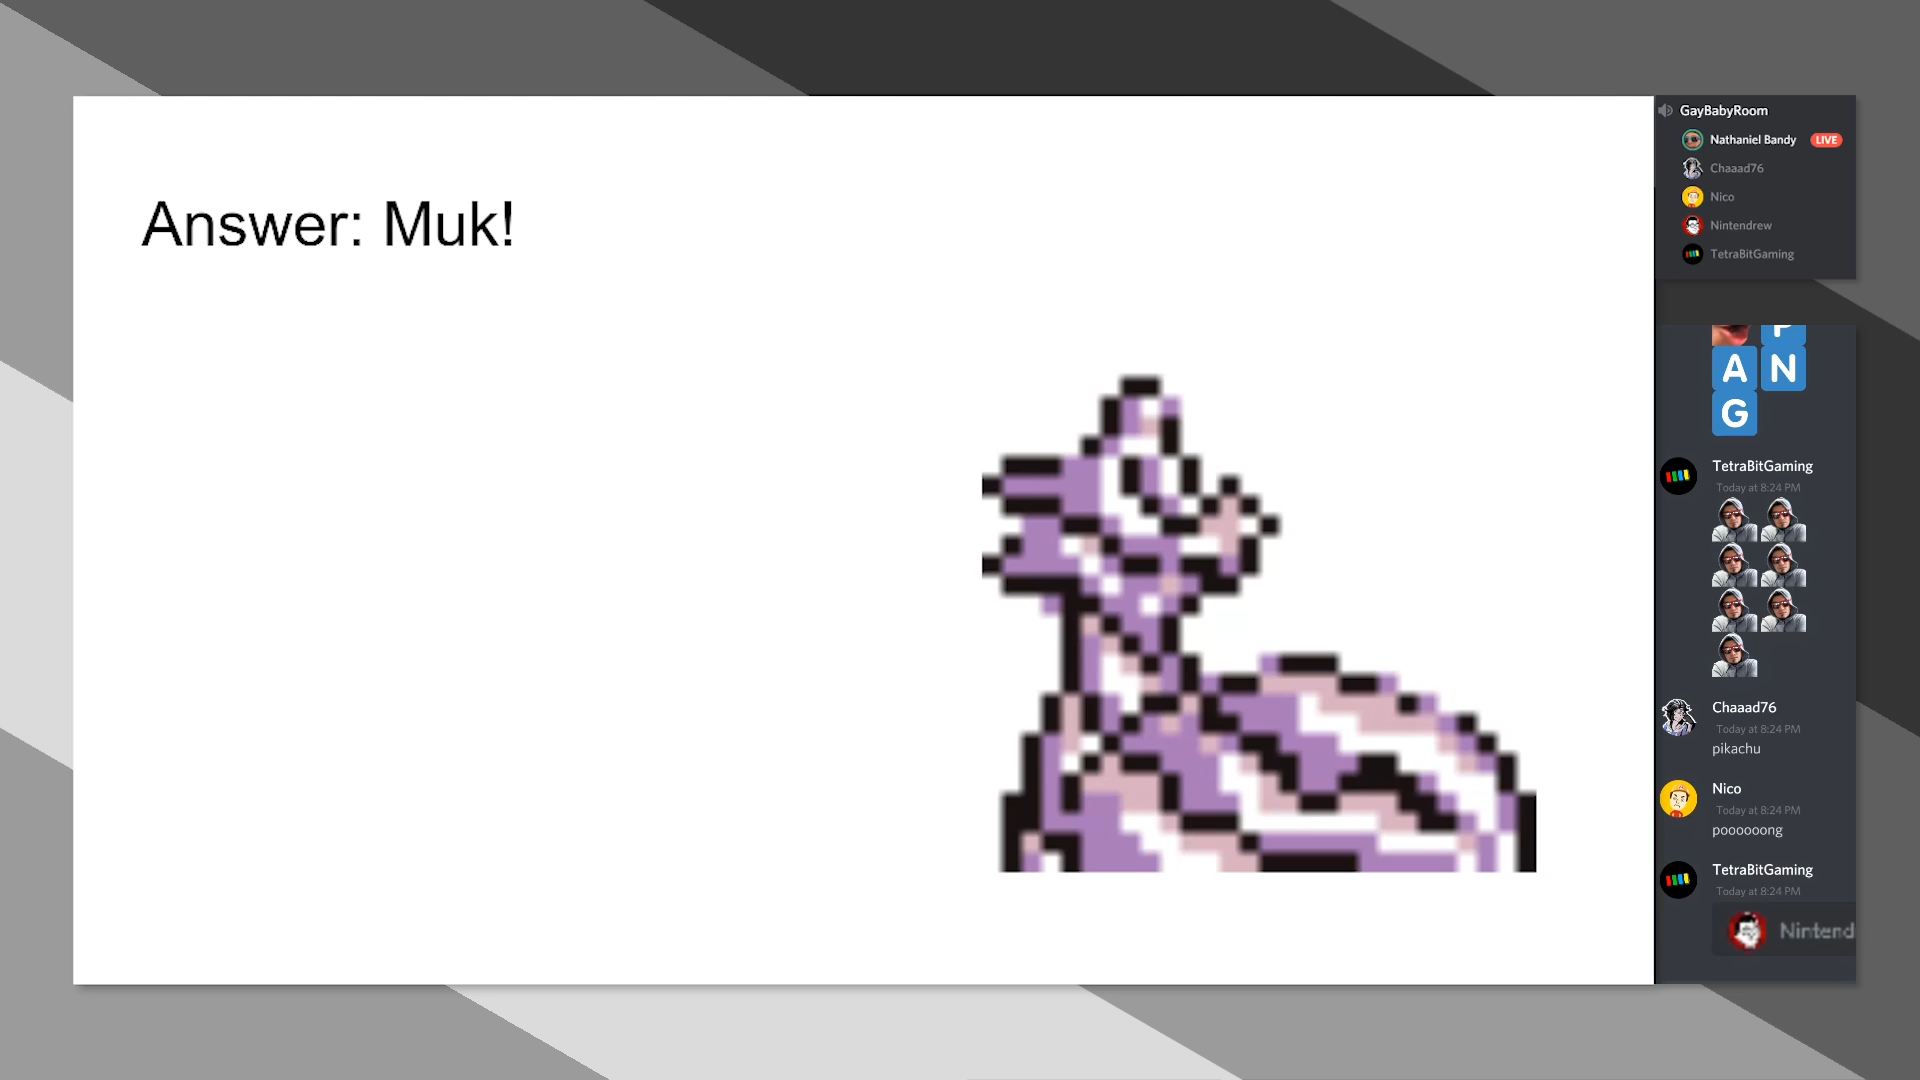 Answer: Muk!
GayBabyRoom
Nathaniel Bandy LIVE
Chaaad76
Nico
Nintendrew
TetraBitGaming
P
A N
G
TetraBitGaming
Today at 8:24 PM
Chaaad76
Today at 8:24 PM
pikachu
Nico
Today at 8:24 PM
poooooong
TetraBitGaming
Today at 8:24 PM
Nintend